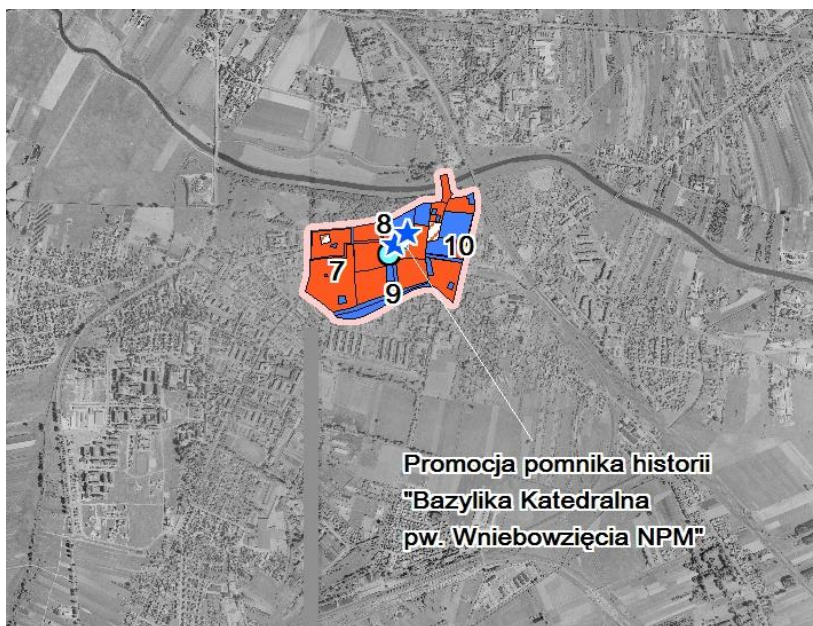 8
7
10
9
Promocja pomnika historii
"Bazylika Katedralna
pw. Wniebowzięcia NPM"